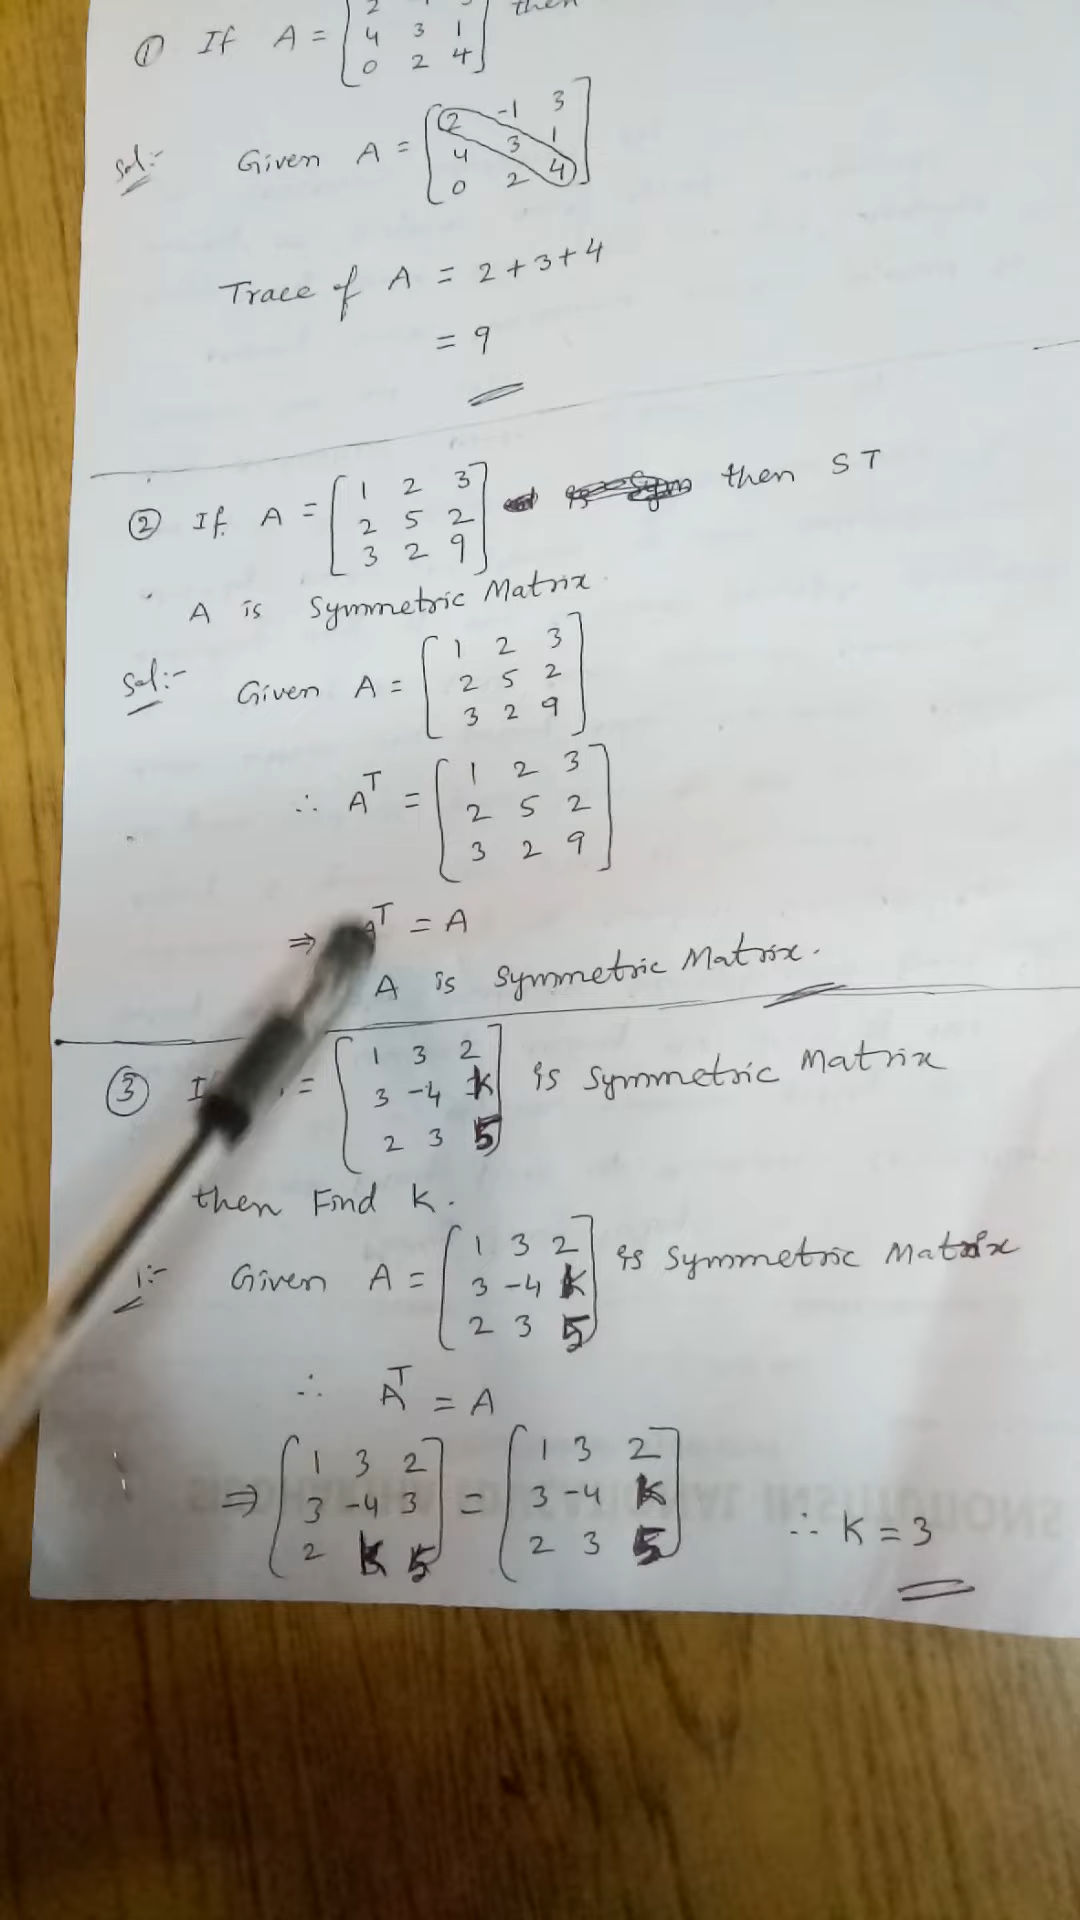 ① If A = [ 2 -1 3 then
4 3 1
0 2 4 ]
Sol:- Given A = [ 2 -1 3
4 3 1
0 2 4 ]
Trace of A = 2+3+4
= 9
② If A = [ 1 2 3
2 5 2
3 2 9 ] then ST
A is Symmetric Matrix.
Sol:- Given A = [ 1 2 3
2 5 2
3 2 9 ]
∴ A^T = [ 1 2 3
2 5 2
3 2 9 ]
⇒ A^T = A
A is Symmetric Matrix.
③ = [ 1 3 2
3 -4 k
2 3 5 ] is Symmetric Matrix
then Find k.
Given A = [ 1 3 2
3 -4 k
2 3 5 ] is Symmetric Matrix
∴ A^T = A
⇒ [ 1 3 2
3 -4 3
2 k 5 ] = [ 1 3 2
3 -4 k
2 3 5 ] ∴ k = 3